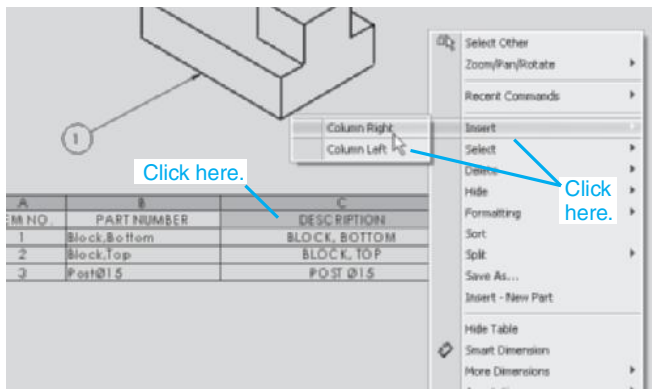 Select Other
Zoom/Pan/Rotate
Recent Commands
Column Right
Insert
1
Column Left
Select
Click here.
Delete
Click
here.
Hide
Formatting
A B C
EM NO. PART NUMBER DESCRIPTION
1 Block,Bottom BLOCK, BOTTOM
2 Block,Top BLOCK, TOP
3 PostØ15 POST Ø15
Sort
Split
Save As...
Insert - New Part
Hide Table
Smart Dimension
More Dimensions